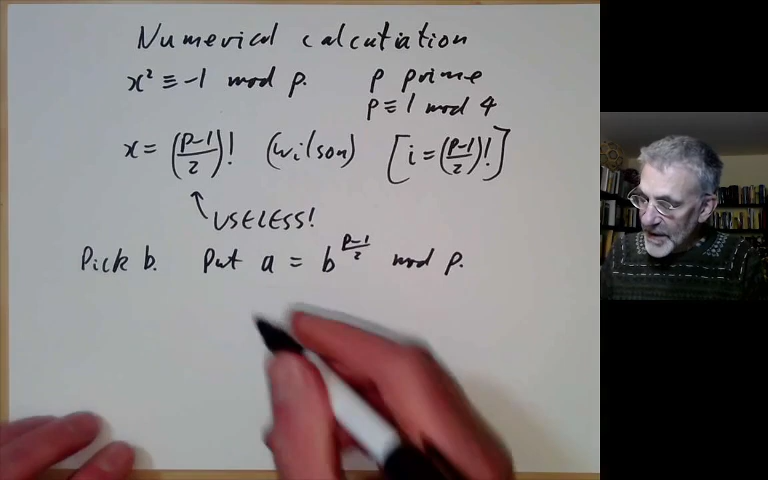 Numerical calculation
x² ≡ -1 mod p. p prime
p ≡ 1 mod 4
x = (p-1/2)! (Wilson) [i = (p-1/2)!]
↑ USELESS!
Pick b. Put a = b^(p-1/2) mod p.